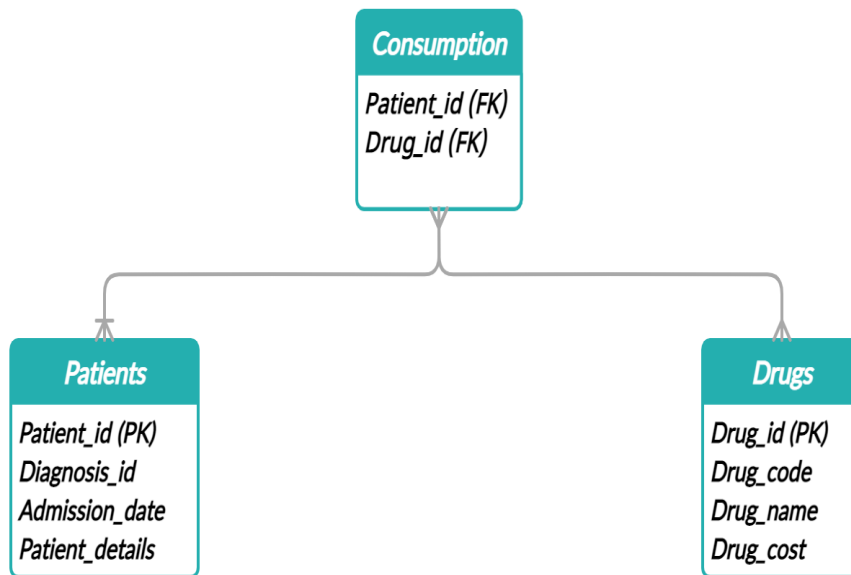 Consumption
Patient_id (FK)
Drug_id (FK)
Patients
Patient_id (PK)
Diagnosis_id
Admission_date
Patient_details
Drugs
Drug_id (PK)
Drug_code
Drug_name
Drug_cost